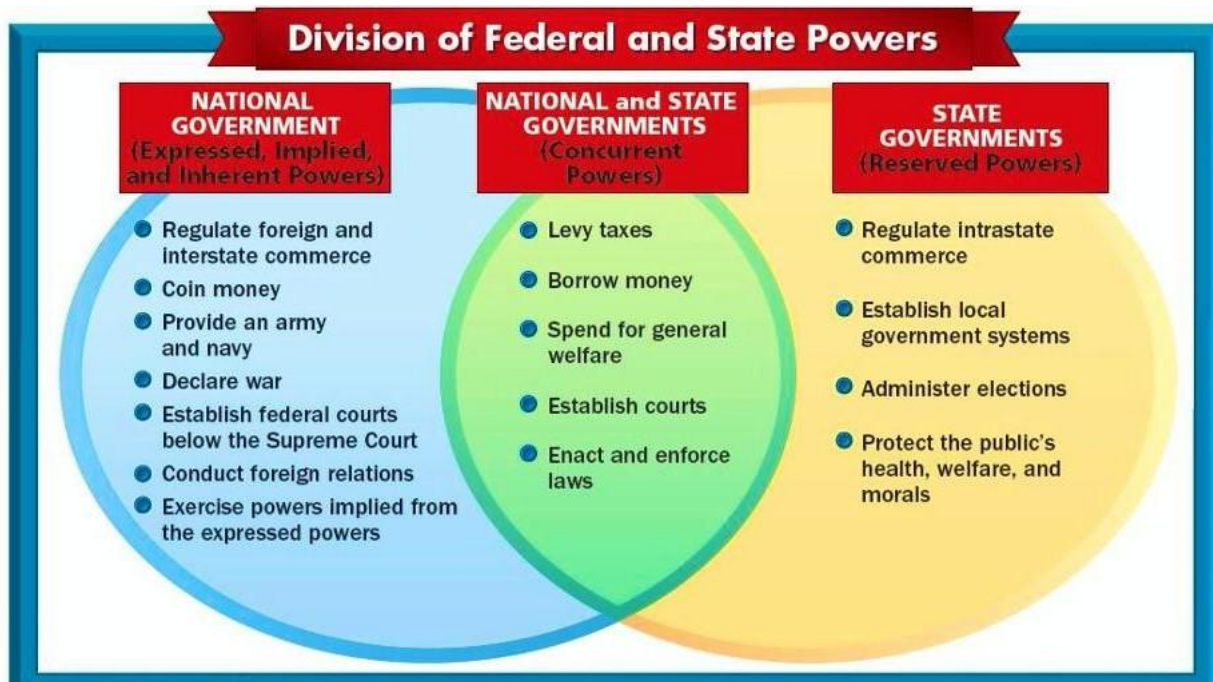 Division of Federal and State Powers
NATIONAL
GOVERNMENT
(Expressed, Implied,
and Inherent Powers)
Regulate foreign and
interstate commerce
Coin money
Provide an army
and navy
Declare war
Establish federal courts
below the Supreme Court
Conduct foreign relations
Exercise powers implied from
the expressed powers
NATIONAL and STATE
GOVERNMENTS
(Concurrent
Powers)
Levy taxes
Borrow money
Spend for general
welfare
Establish courts
Enact and enforce
laws
STATE
GOVERNMENTS
(Reserved Powers)
Regulate intrastate
commerce
Establish local
government systems
Administer elections
Protect the public's
health, welfare, and
morals